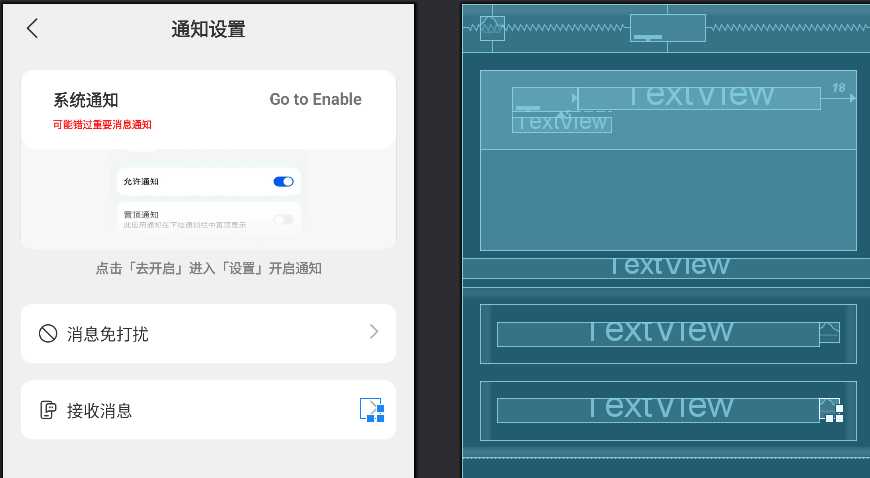 通知设置
系统通知
Go to Enable
可能错过重要消息通知
允许通知
置顶通知
此应用通知在下拉通知栏中置顶显示
点击「去开启」进入「设置」开启通知
消息免打扰
接收消息
TextView
18
5
TextView
TextView
TextView
TextView